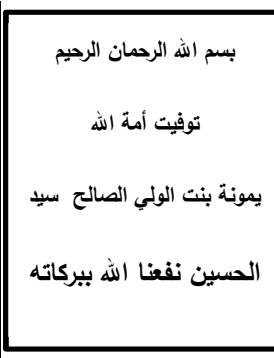 بسم الله الرحمان الرحيم
توفيت أمة الله
يمونة بنت الولي الصالح سيد
الحسين نفعنا الله ببركاته